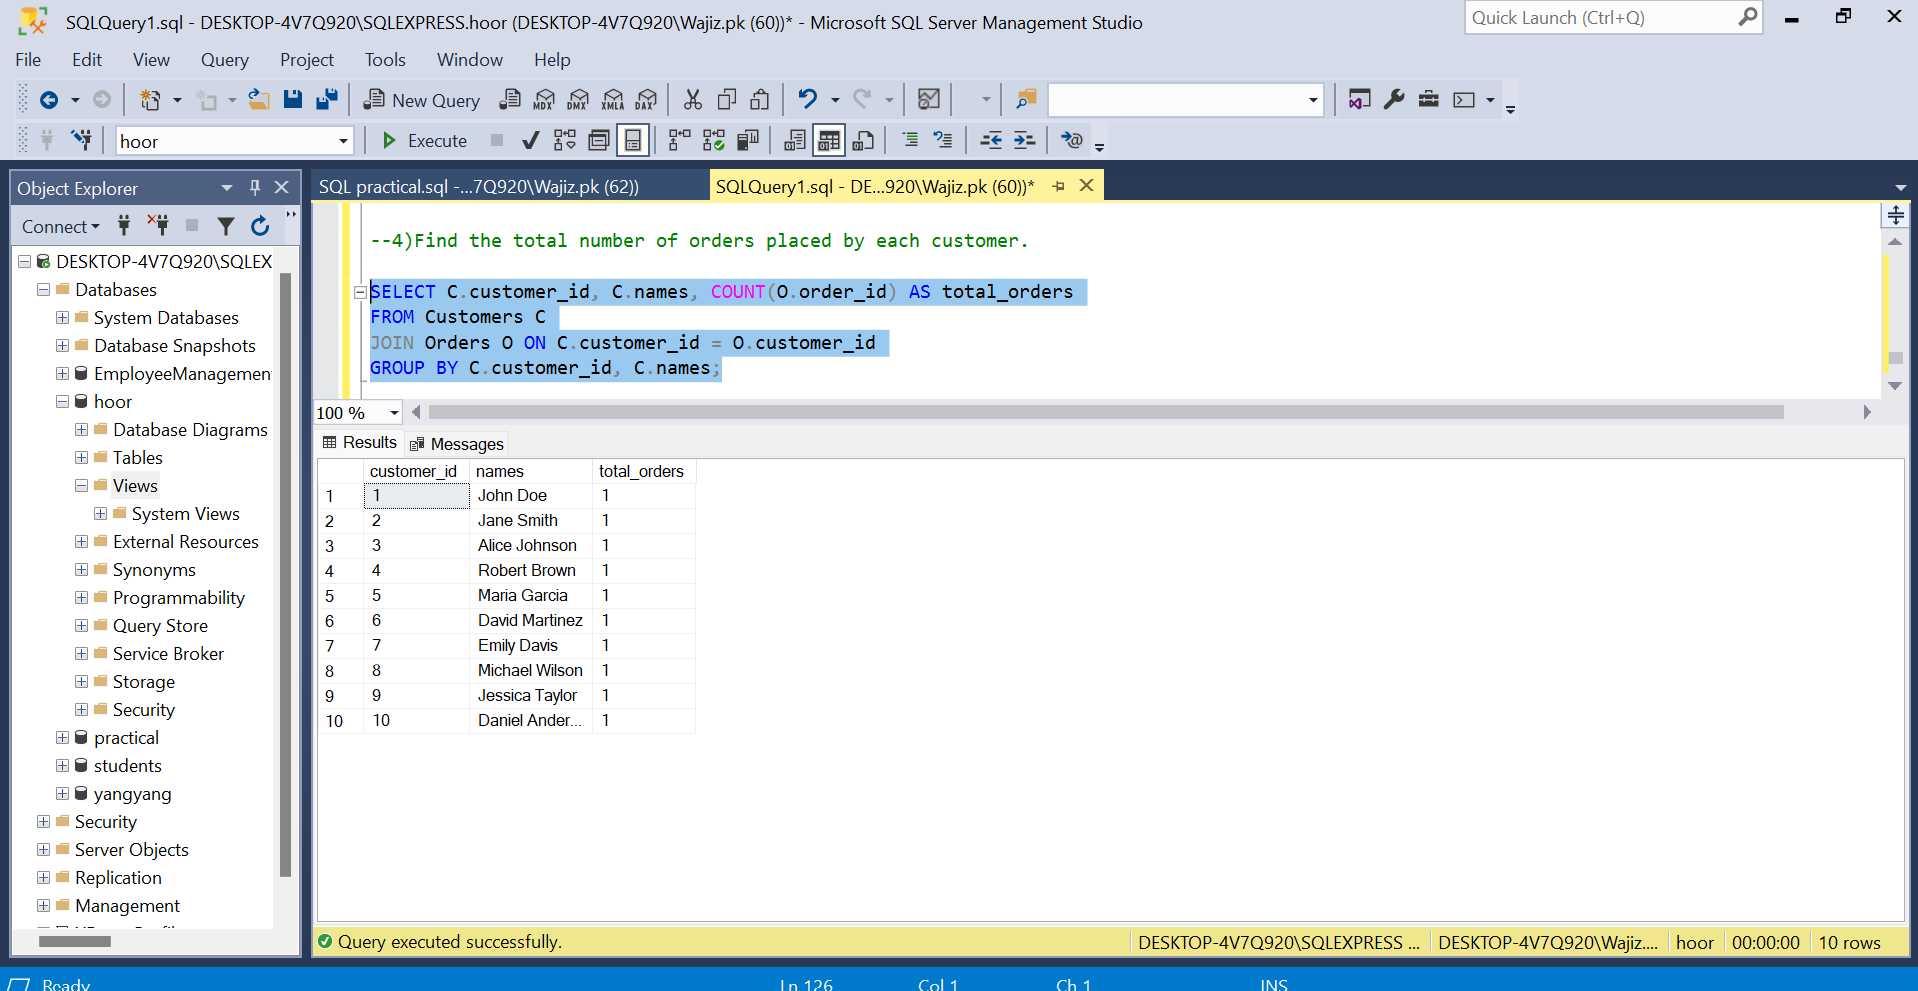 SQLQuery1.sql - DESKTOP-4V7Q920\SQLEXPRESS.hoor (DESKTOP-4V7Q920\Wajiz.pk (60))* - Microsoft SQL Server Management Studio
Quick Launch (Ctrl+Q)
File Edit View Query Project Tools Window Help
New Query MDX DMX XMLA DAX
hoor Execute
Object Explorer
SQL practical.sql -...7Q920\Wajiz.pk (62))
SQLQuery1.sql - DE...920\Wajiz.pk (60))*
Connect
DESKTOP-4V7Q920\SQLEX
Databases
System Databases
Database Snapshots
EmployeeManagemen
hoor
Database Diagrams
Tables
Views
System Views
External Resources
Synonyms
Programmability
Query Store
Service Broker
Storage
Security
practical
students
yangyang
Security
Server Objects
Replication
Management
--4)Find the total number of orders placed by each customer.
SELECT C.customer_id, C.names, COUNT(O.order_id) AS total_orders
FROM Customers C
JOIN Orders O ON C.customer_id = O.customer_id
GROUP BY C.customer_id, C.names;
100 %
Results Messages
customer_id names total_orders
1 1 John Doe 1
2 2 Jane Smith 1
3 3 Alice Johnson 1
4 4 Robert Brown 1
5 5 Maria Garcia 1
6 6 David Martinez 1
7 7 Emily Davis 1
8 8 Michael Wilson 1
9 9 Jessica Taylor 1
10 10 Daniel Ander... 1
Query executed successfully. DESKTOP-4V7Q920\SQLEXPRESS ... DESKTOP-4V7Q920\Wajiz.... hoor 00:00:00 10 rows
Ready Ln 126 Col 1 Ch 1 INS